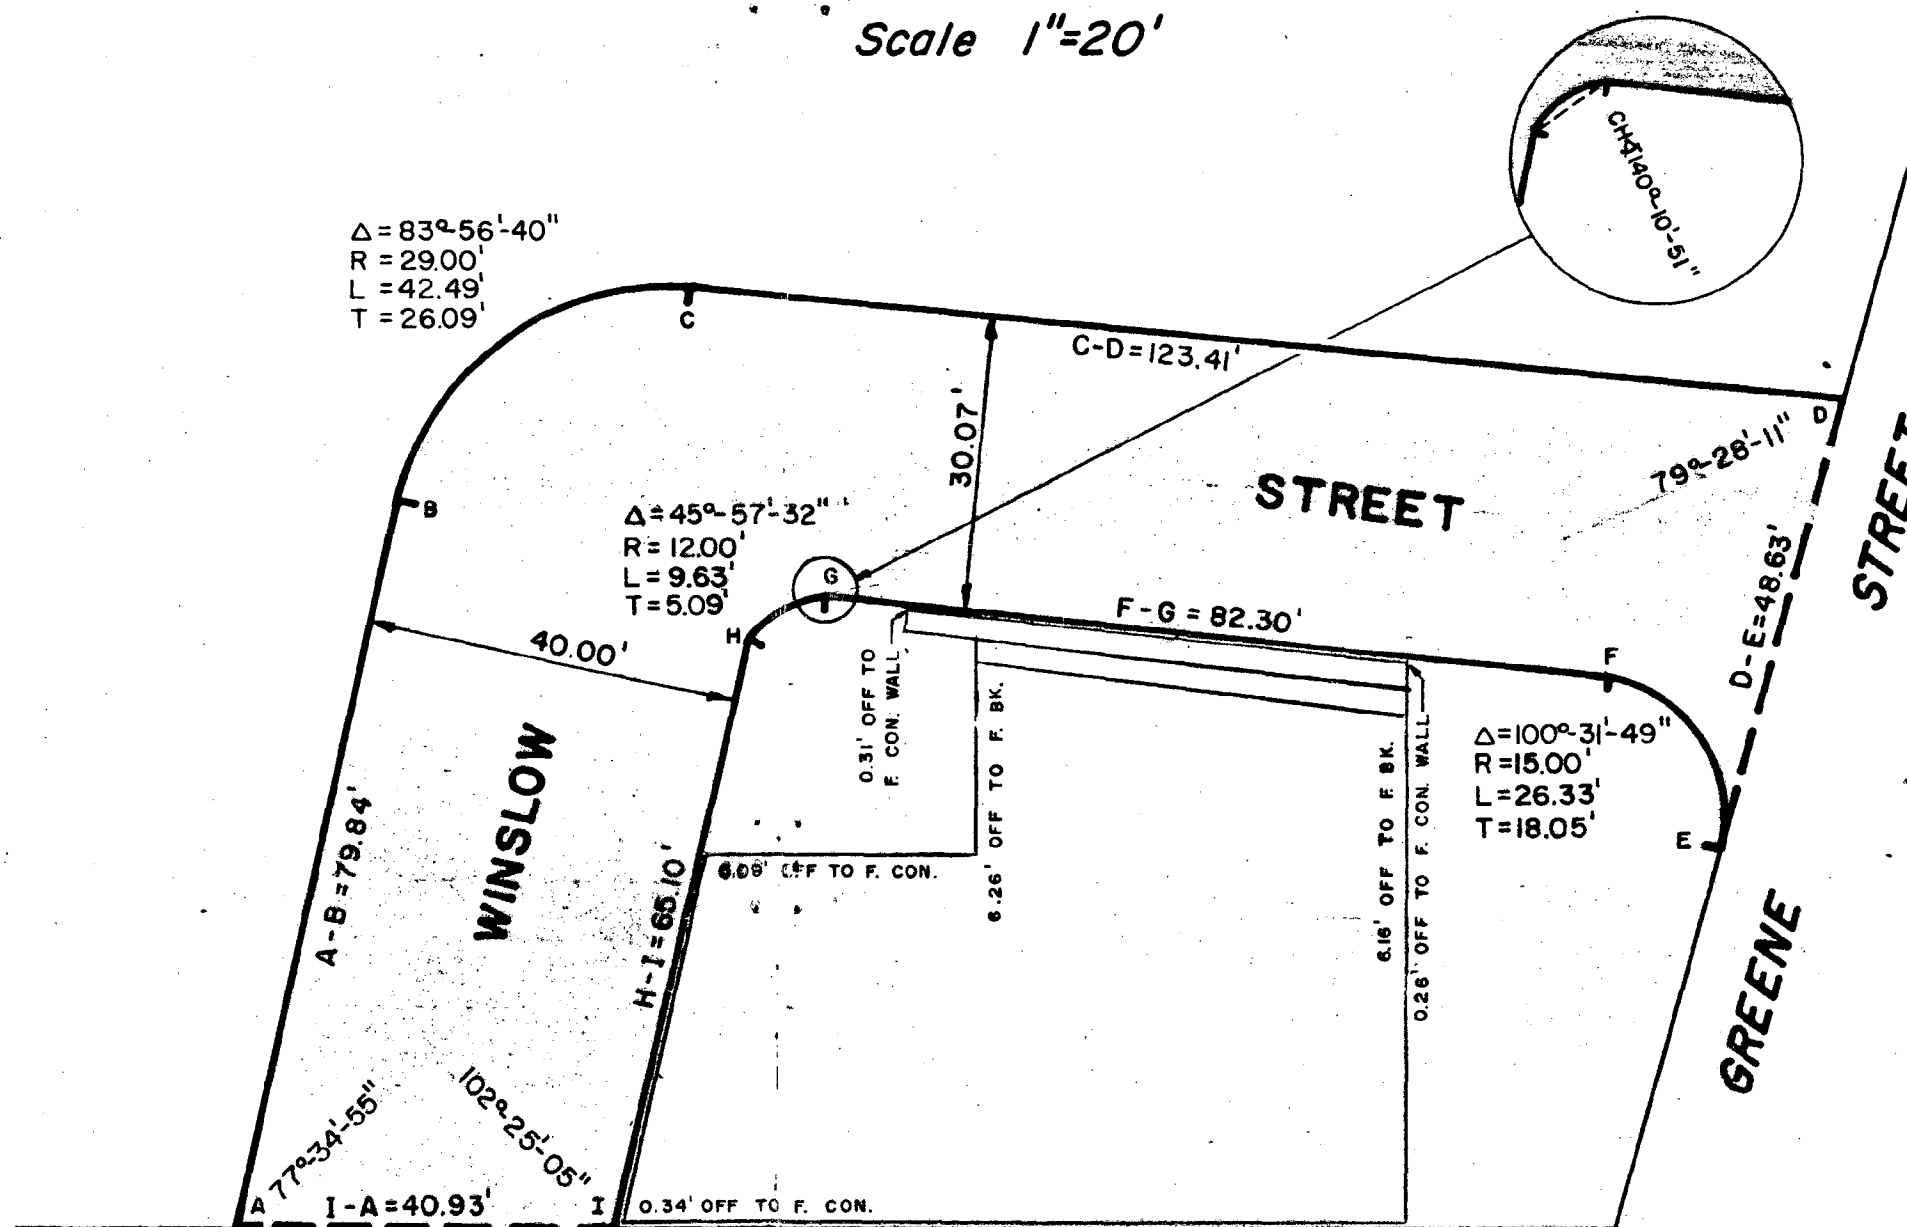 Scale 1"=20'
CH∡140°-10'-51"
Δ=83°-56'-40"
R=29.00'
L=42.49'
T=26.09'
C
C-D=123.41'
D
79°-28'-11"
30.07'
STREET
STREET
B
Δ=45°-57'-32"
R=12.00'
L=9.63'
T=5.09'
G
H
F-G=82.30'
D-E=48.63'
40.00'
F
0.31' OFF TO
F. CON. WALL
6.26' OFF TO F. BK.
6.16' OFF TO F. BK.
0.26' OFF TO F. CON. WALL
Δ=100°-31'-49"
R=15.00'
L=26.33'
T=18.05'
E
A-B=79.84'
WINSLOW
H-I=65.10'
6.09' OFF TO F. CON.
GREENE
77°-34'-55"
102°-25'-05"
A
I-A=40.93'
I
0.34' OFF TO F. CON.